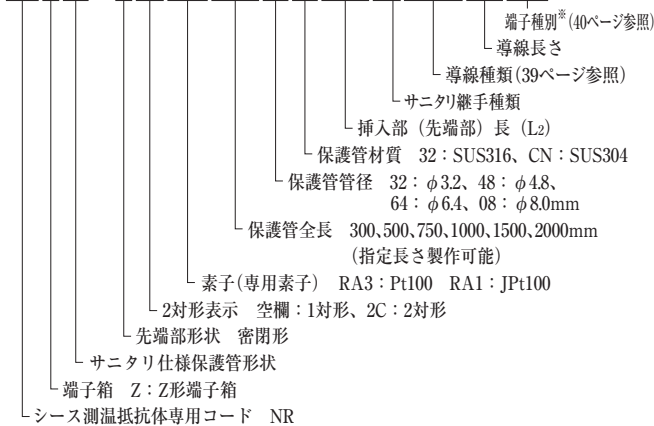 端子種別※(40ページ参照)
導線長さ
導線種類(39ページ参照)
サニタリ継手種類
挿入部（先端部）長（L2）
保護管材質　32：SUS316、CN：SUS304
保護管管径　32：φ3.2、48：φ4.8、
64：φ6.4、08：φ8.0mm
保護管全長　300,500,750,1000,1500,2000mm
（指定長さ製作可能）
素子(専用素子)　RA3：Pt100　RA1：JPt100
2対形表示　空欄：1対形、2C：2対形
先端部形状　密閉形
サニタリ仕様保護管形状
端子箱　Z：Z形端子箱
シース測温抵抗体専用コード　NR